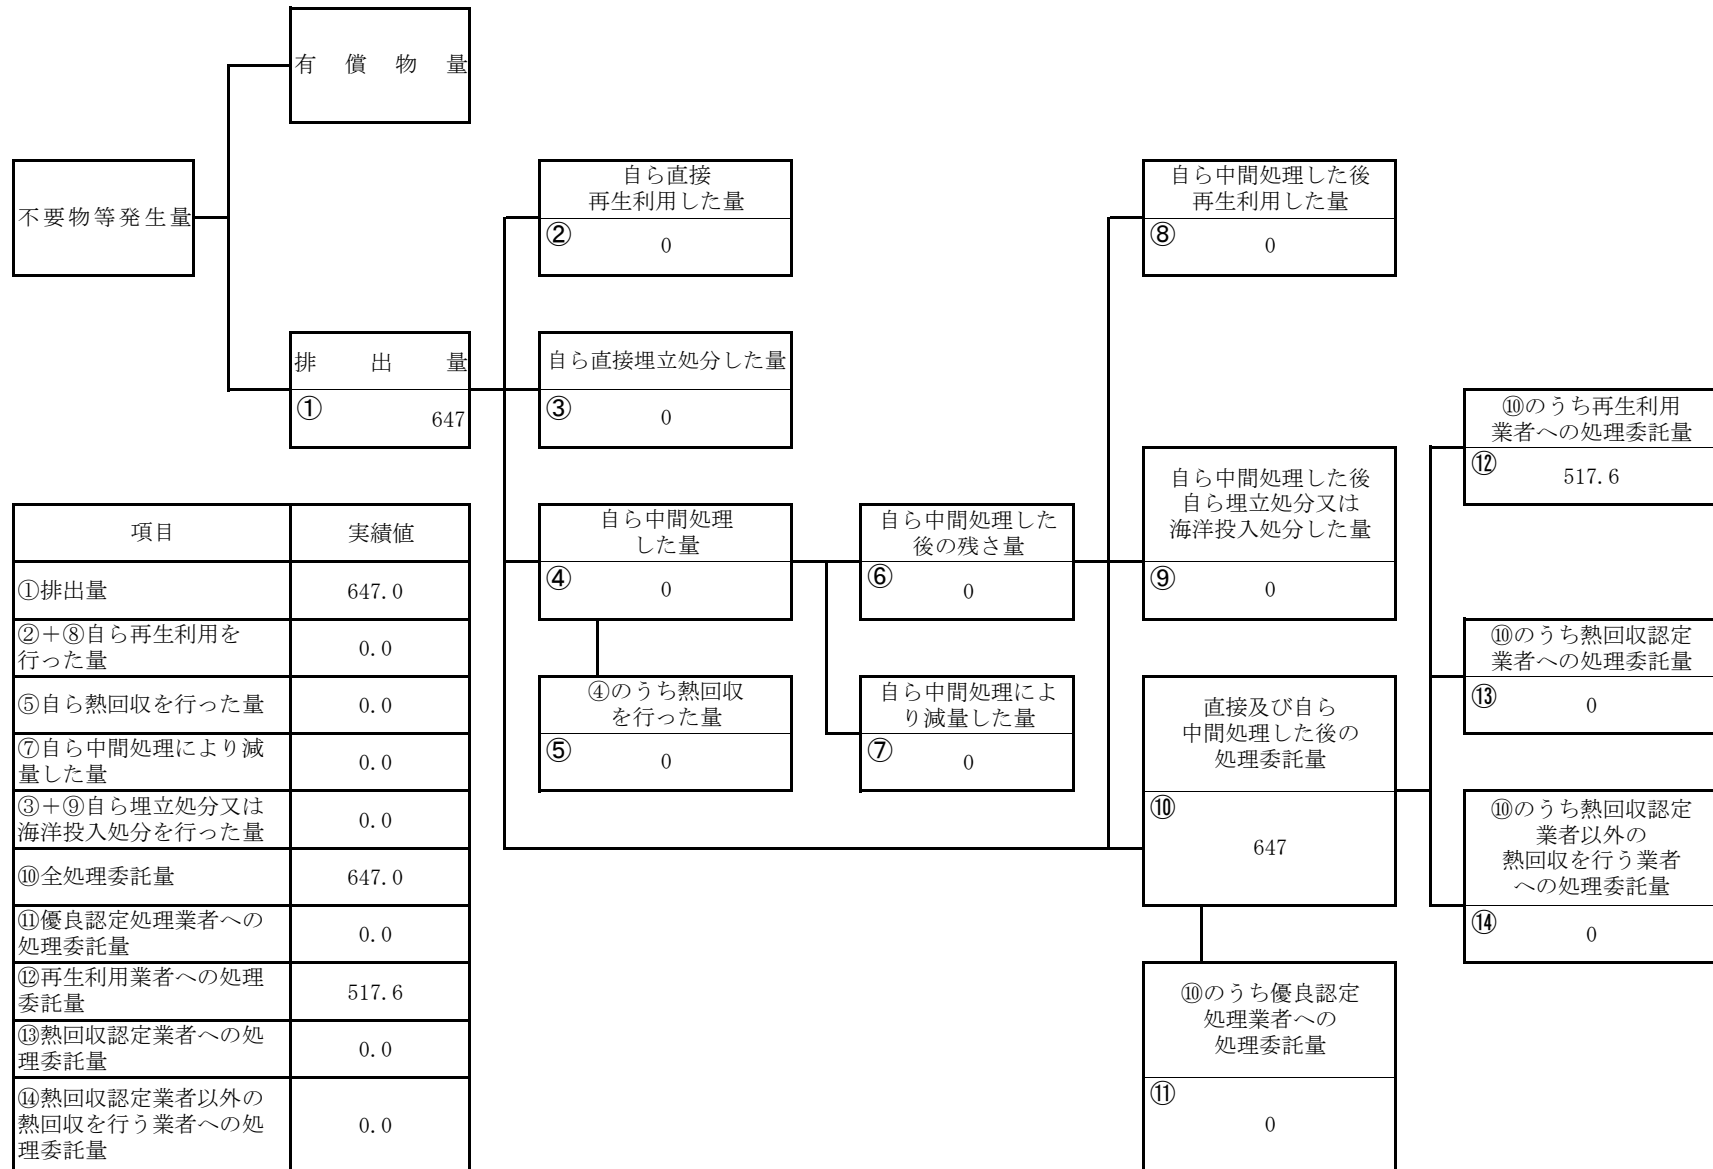 有償物量
不要物等発生量
自ら直接
再生利用した量
②
0
自ら中間処理した後
再生利用した量
⑧
0
排出量
①
647
自ら直接埋立処分した量
③
0
⑩のうち再生利用
業者への処理委託量
⑫
517.6
自ら中間処理した後
自ら埋立処分又は
海洋投入処分した量
⑨
0
自ら中間処理
した量
④
0
自ら中間処理した
後の残さ量
⑥
0
⑩のうち熱回収認定
業者への処理委託量
⑬
0
④のうち熱回収
を行った量
⑤
0
自ら中間処理によ
り減量した量
⑦
0
直接及び自ら
中間処理した後の
処理委託量
⑩
647
⑩のうち熱回収認定
業者以外の
熱回収を行う業者
への処理委託量
⑭
0
⑩のうち優良認定
処理業者への
処理委託量
⑪
0
項目 実績値
①排出量 647.0
②＋⑧自ら再生利用を
行った量 0.0
⑤自ら熱回収を行った量 0.0
⑦自ら中間処理により減
量した量 0.0
③＋⑨自ら埋立処分又は
海洋投入処分を行った量 0.0
⑩全処理委託量 647.0
⑪優良認定処理業者への
処理委託量 0.0
⑫再生利用業者への処理
委託量 517.6
⑬熱回収認定業者への処
理委託量 0.0
⑭熱回収認定業者以外の
熱回収を行う業者への処 0.0
理委託量